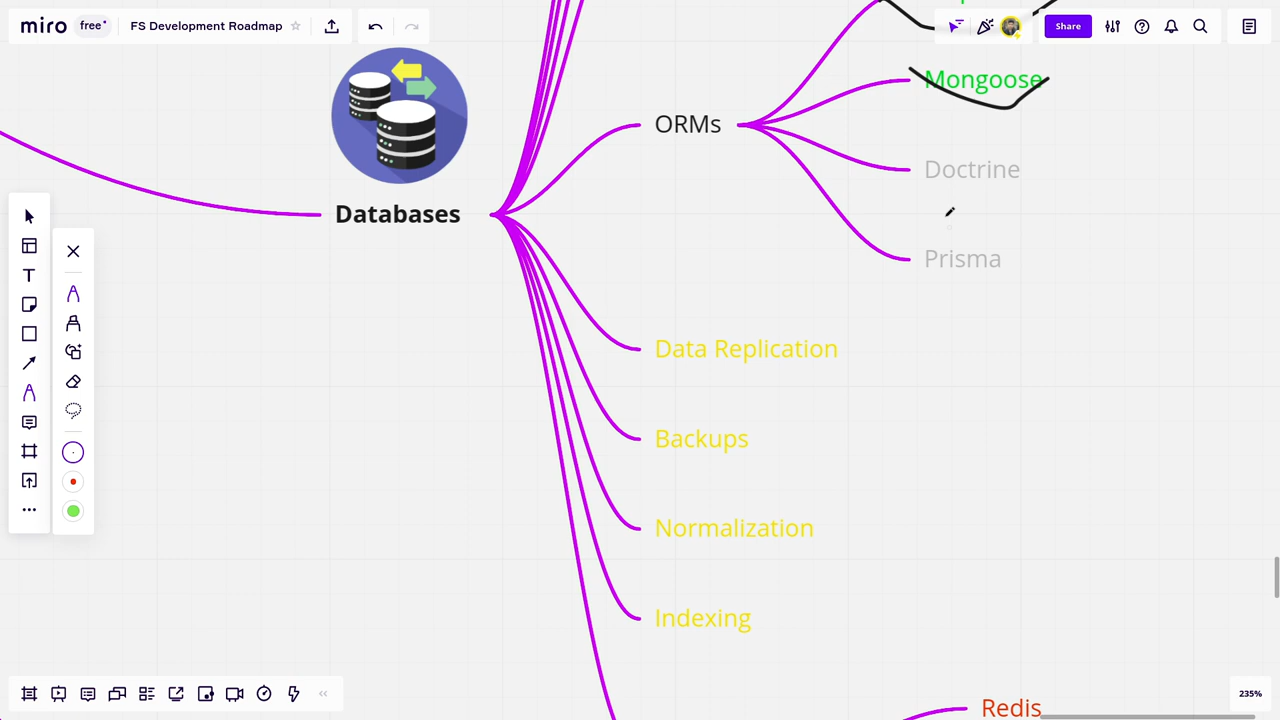 miro
free
FS Development Roadmap
Share
Mongoose
ORMs
Doctrine
Databases
Prisma
Data Replication
Backups
Normalization
Indexing
235%
Redis